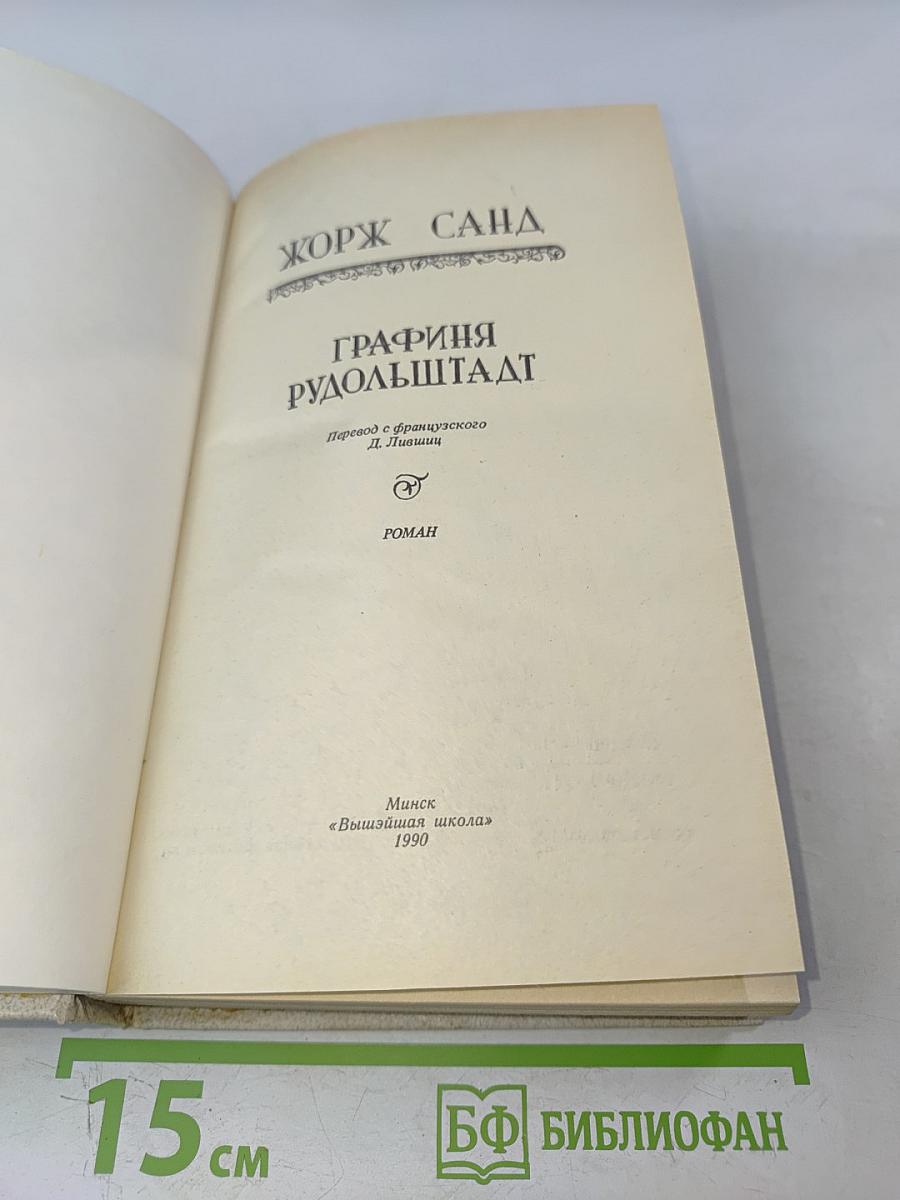 ЖОРЖ САНД
ГРАФИНЯ
РУДОЛЬШТАДТ
Перевод с французского
Д. Лившиц
РОМАН
Минск
«Вышэйшая школа»
1990
15 см
БФ БИБЛИОФАН